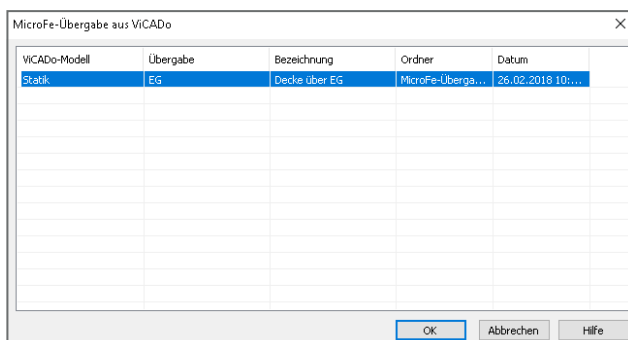 MicroFe-Übergabe aus ViCADo
ViCADo-Modell Übergabe Bezeichnung Ordner Datum
Statik EG Decke über EG MicroFe-Überga... 26.02.2018 10:...
OK Abbrechen Hilfe